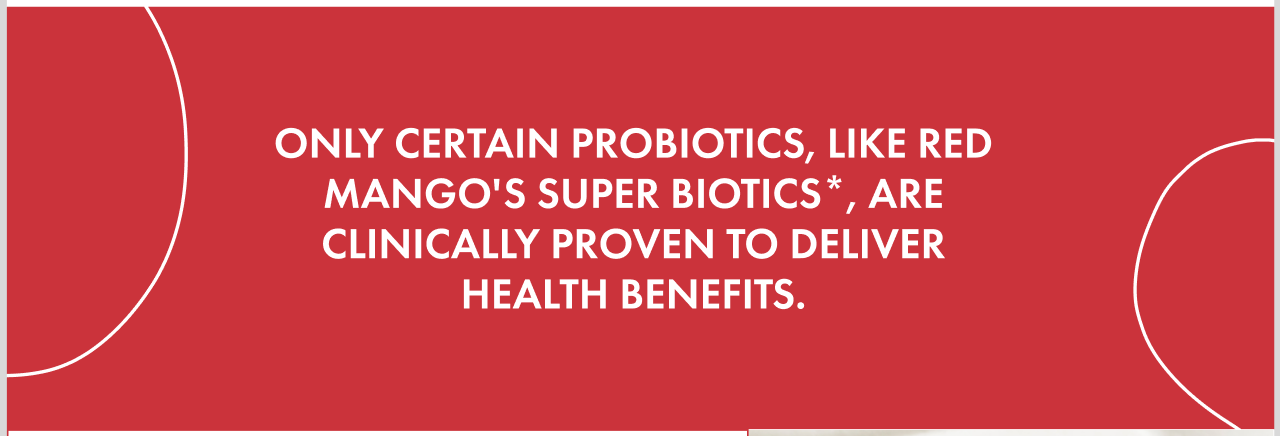 ONLY CERTAIN PROBIOTICS, LIKE RED
MANGO'S SUPER BIOTICS*, ARE
CLINICALLY PROVEN TO DELIVER
HEALTH BENEFITS.